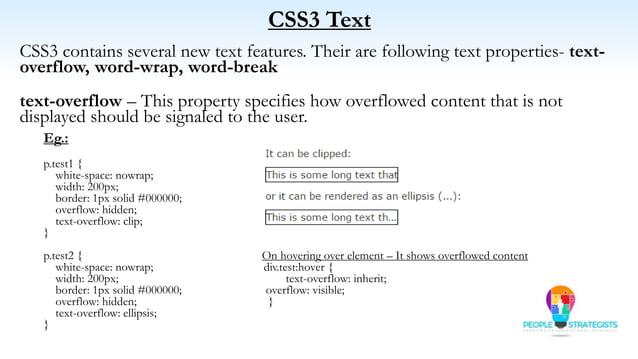 CSS3 Text
CSS3 contains several new text features. Their are following text properties- text-
overflow, word-wrap, word-break
text-overflow – This property specifies how overflowed content that is not
displayed should be signaled to the user.
Eg.:
p.test1 {
white-space: nowrap;
width: 200px;
border: 1px solid #000000;
overflow: hidden;
text-overflow: clip;
}
p.test2 {
white-space: nowrap;
width: 200px;
border: 1px solid #000000;
overflow: hidden;
text-overflow: ellipsis;
}
It can be clipped:
This is some long text that
or it can be rendered as an ellipsis (...):
This is some long text th...
On hovering over element – It shows overflowed content
div.test:hover {
text-overflow: inherit;
overflow: visible;
}
PEOPLE STRATEGISTS